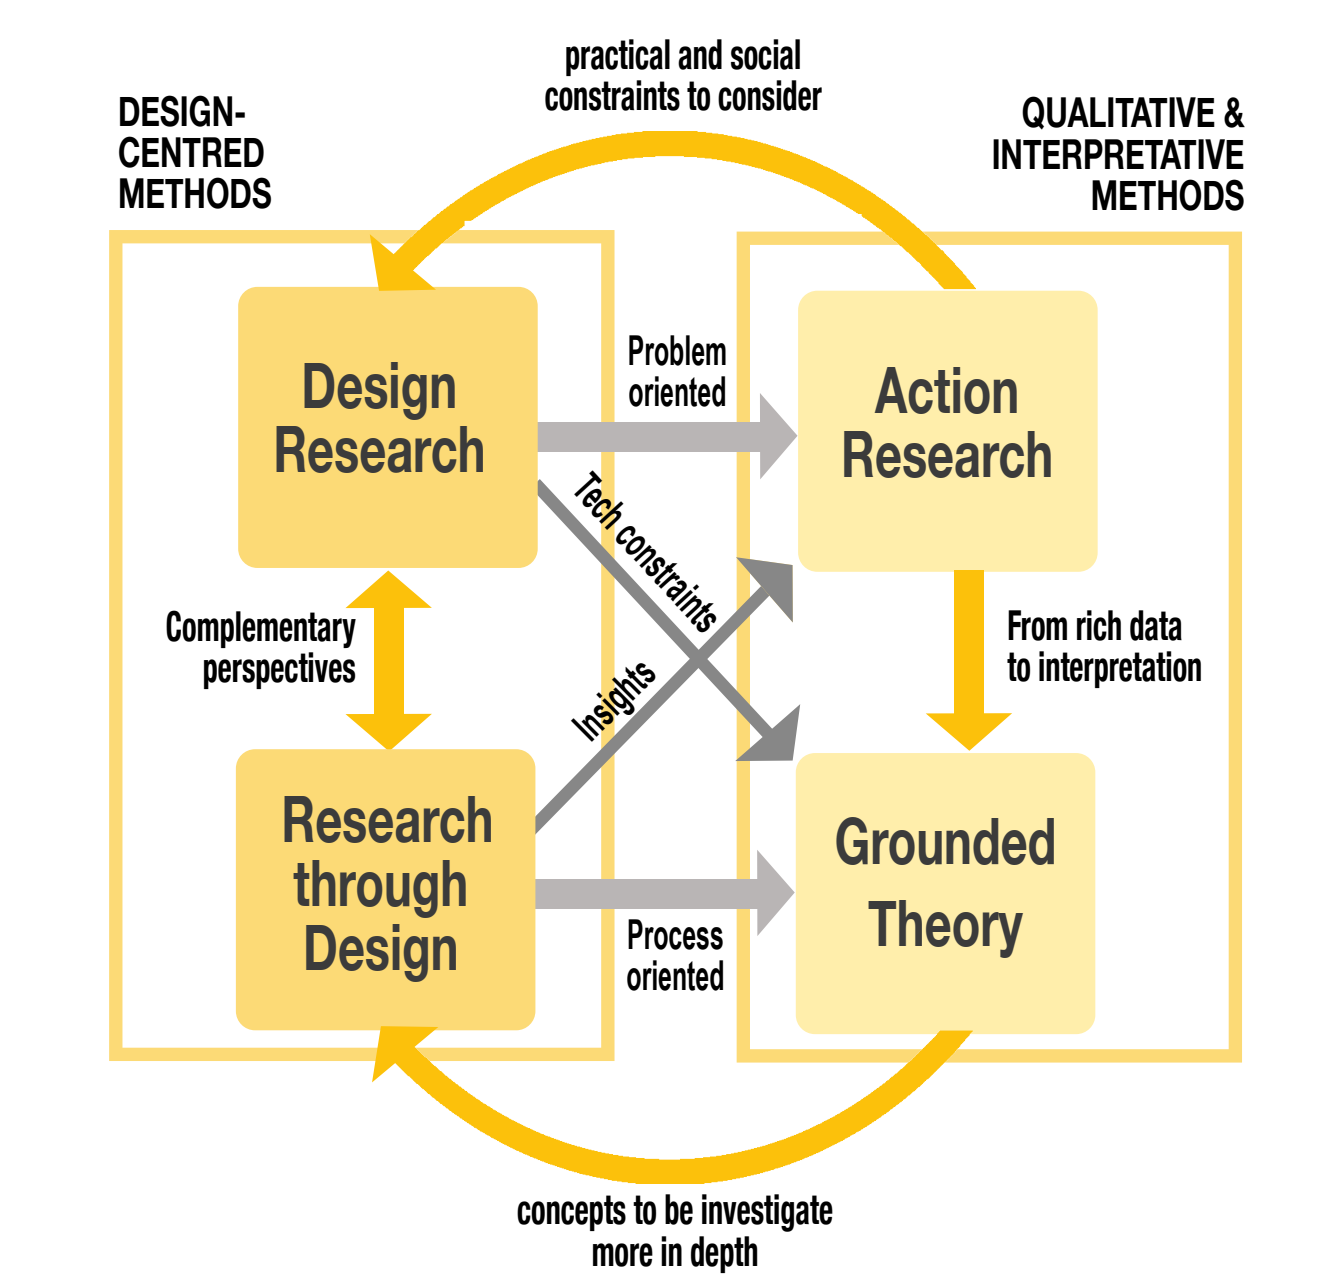 practical and social
constraints to consider
DESIGN-
CENTRED
METHODS
QUALITATIVE &
INTERPRETATIVE
METHODS
Design
Research
Problem
oriented
Action
Research
Tech constraints
Complementary
perspectives
Insights
From rich data
to interpretation
Research
through
Design
Process
oriented
Grounded
Theory
concepts to be investigate
more in depth